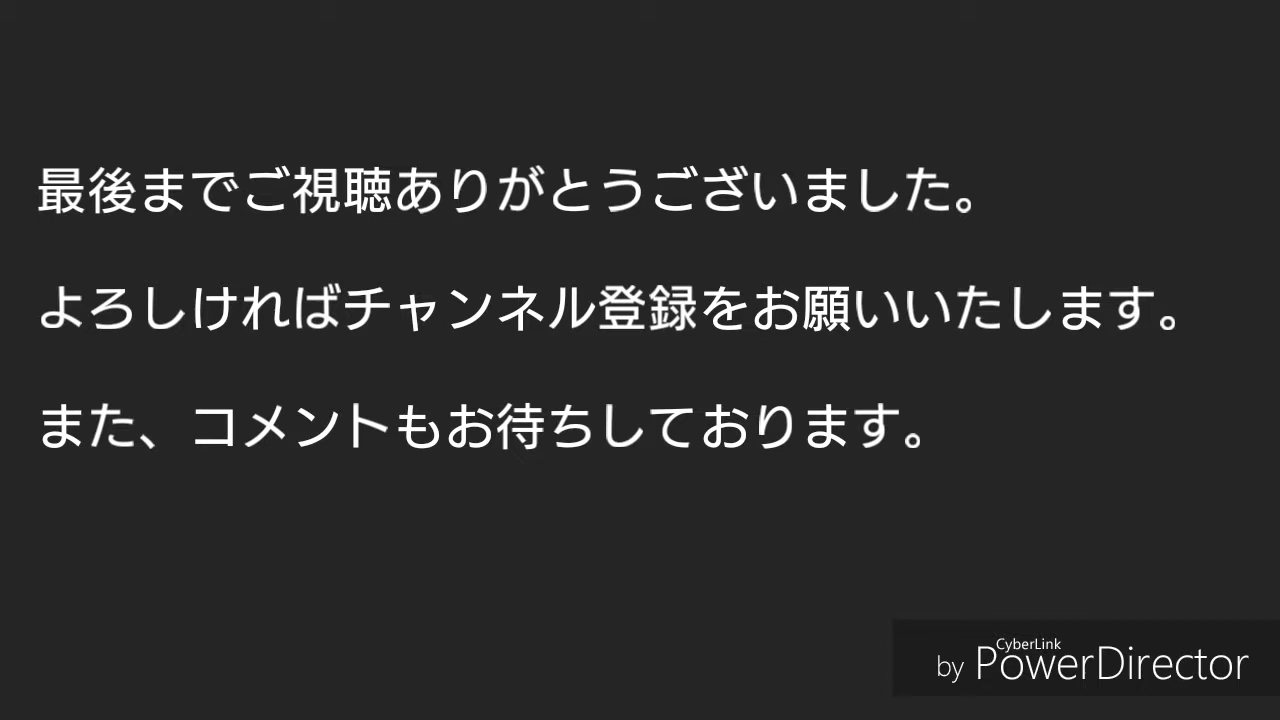 最後までご視聴ありがとうございました。
よろしければチャンネル登録をお願いいたします。
また、コメントもお待ちしております。
CyberLink
by PowerDirector